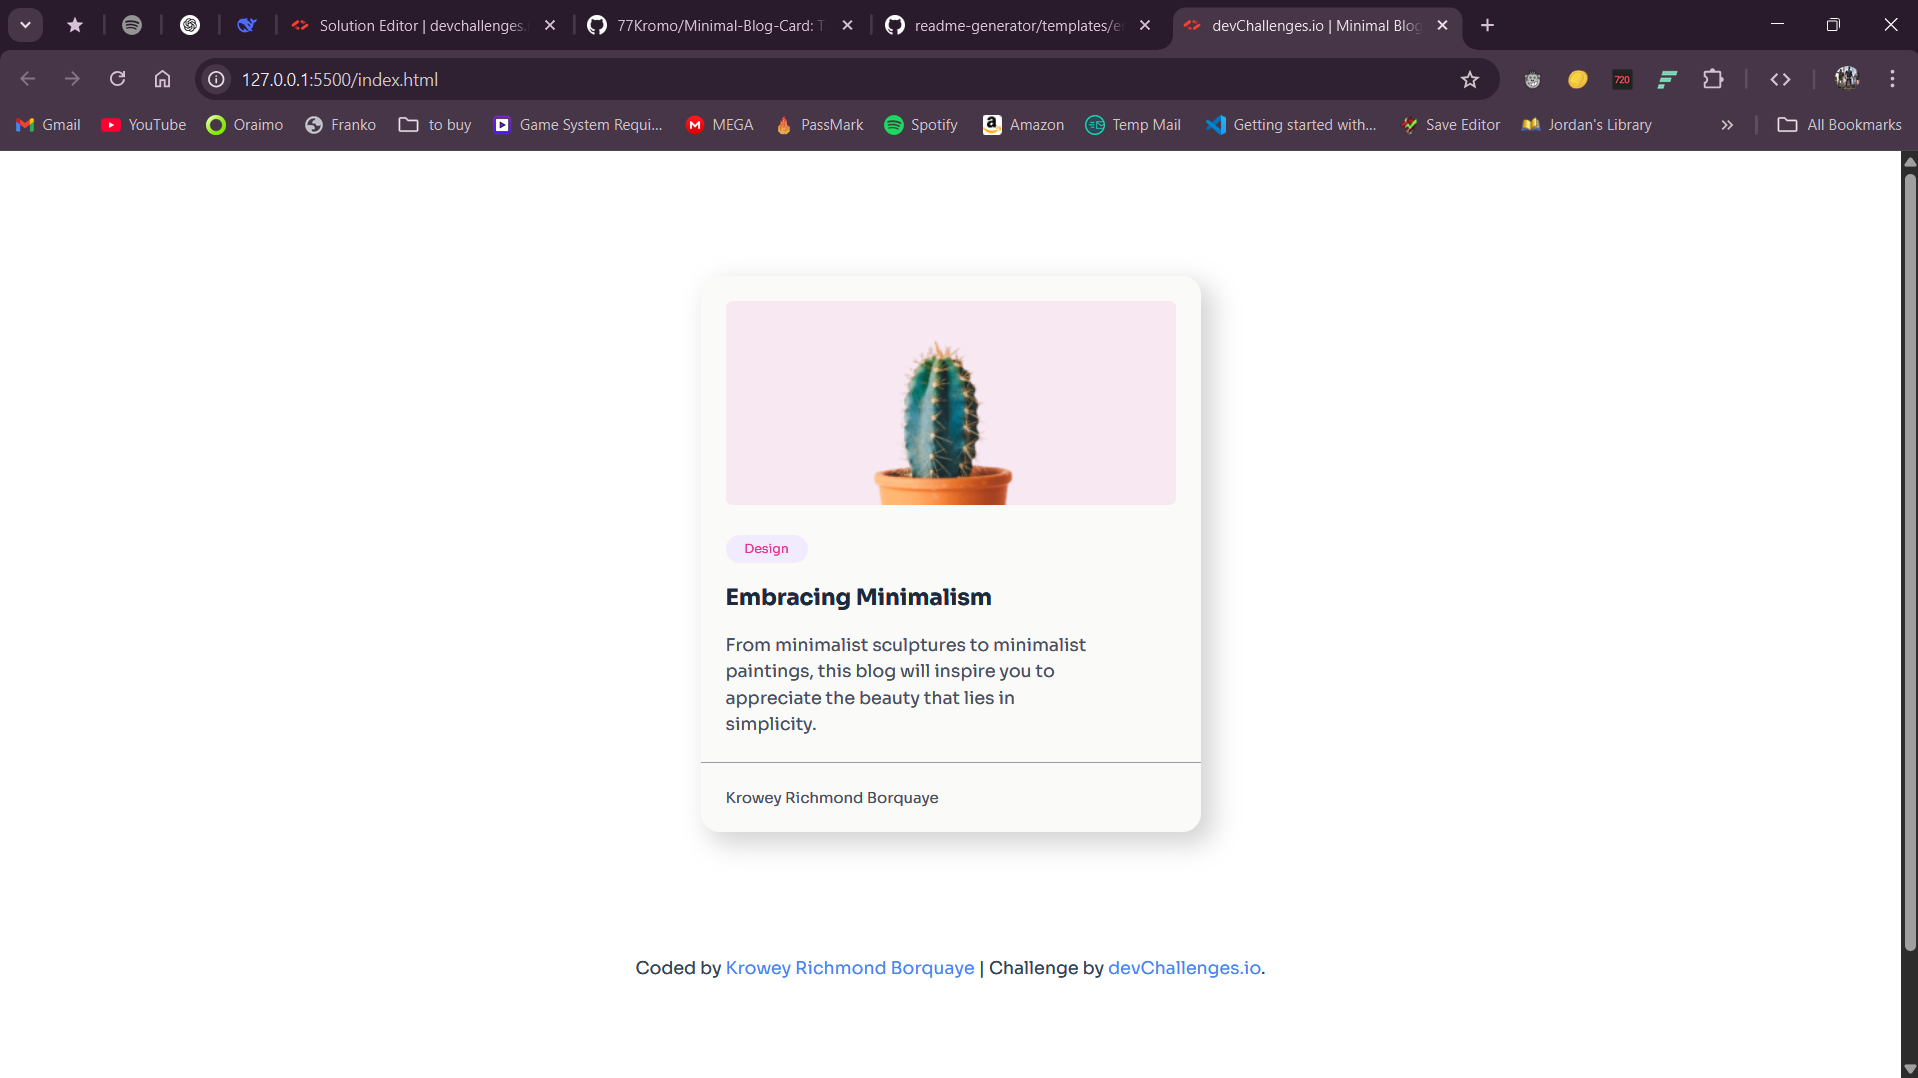 Solution Editor | devchallenges.
77Kromo/Minimal-Blog-Card: T
readme-generator/templates/e
devChallenges.io | Minimal Blog
127.0.0.1:5500/index.html
720
Gmail
YouTube
Oraimo
Franko
to buy
Game System Requi...
MEGA
PassMark
Spotify
Amazon
Temp Mail
Getting started with...
Save Editor
Jordan's Library
All Bookmarks
Design
Embracing Minimalism
From minimalist sculptures to minimalist
paintings, this blog will inspire you to
appreciate the beauty that lies in
simplicity.
Krowey Richmond Borquaye
Coded by Krowey Richmond Borquaye | Challenge by devChallenges.io.